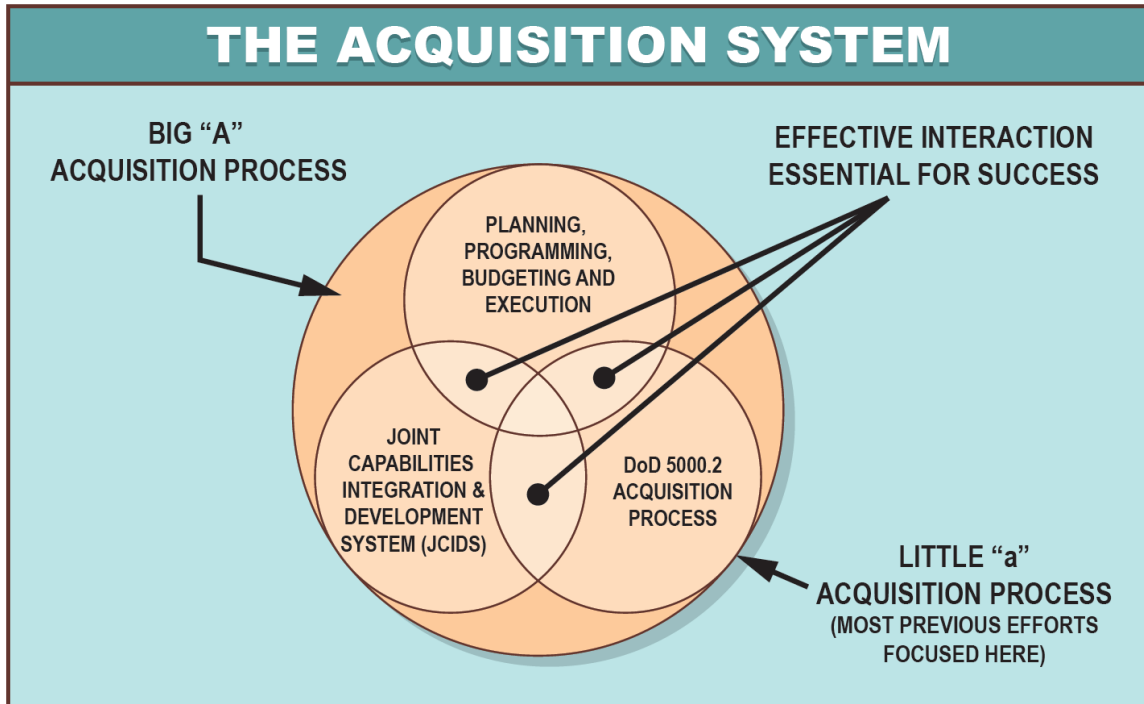 THE ACQUISITION SYSTEM
BIG “A”
ACQUISITION PROCESS
EFFECTIVE INTERACTION
ESSENTIAL FOR SUCCESS
PLANNING,
PROGRAMMING,
BUDGETING AND
EXECUTION
JOINT
CAPABILITIES
INTEGRATION &
DEVELOPMENT
SYSTEM (JCIDS)
DoD 5000.2
ACQUISITION
PROCESS
LITTLE “a”
ACQUISITION PROCESS
(MOST PREVIOUS EFFORTS
FOCUSED HERE)